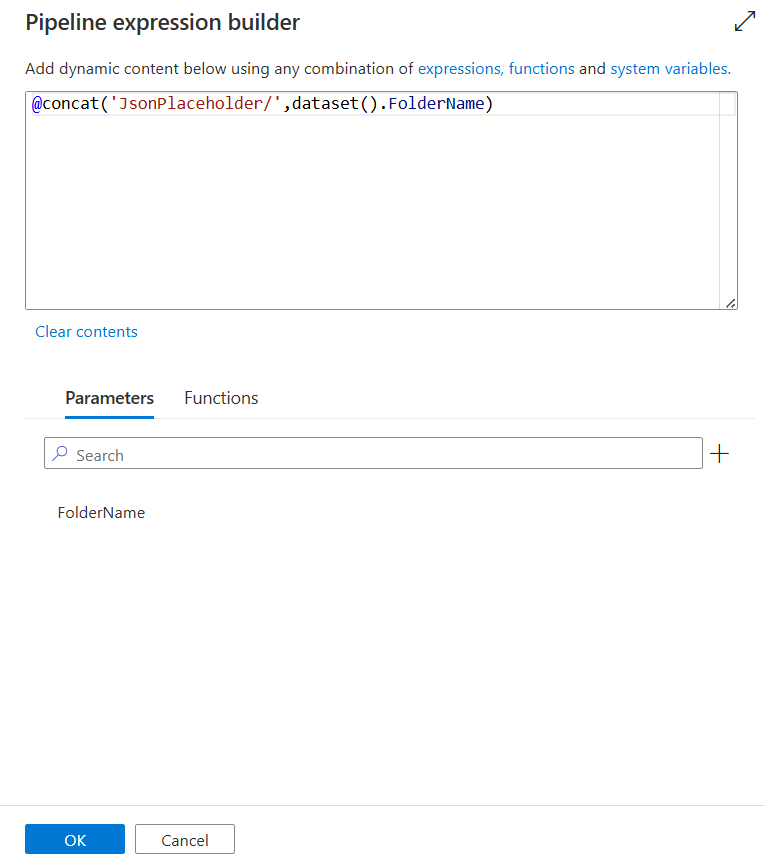 Pipeline expression builder
Add dynamic content below using any combination of expressions, functions and system variables.
@concat('JsonPlaceholder/',dataset().FolderName)
Clear contents
Parameters Functions
Search
FolderName
OK Cancel